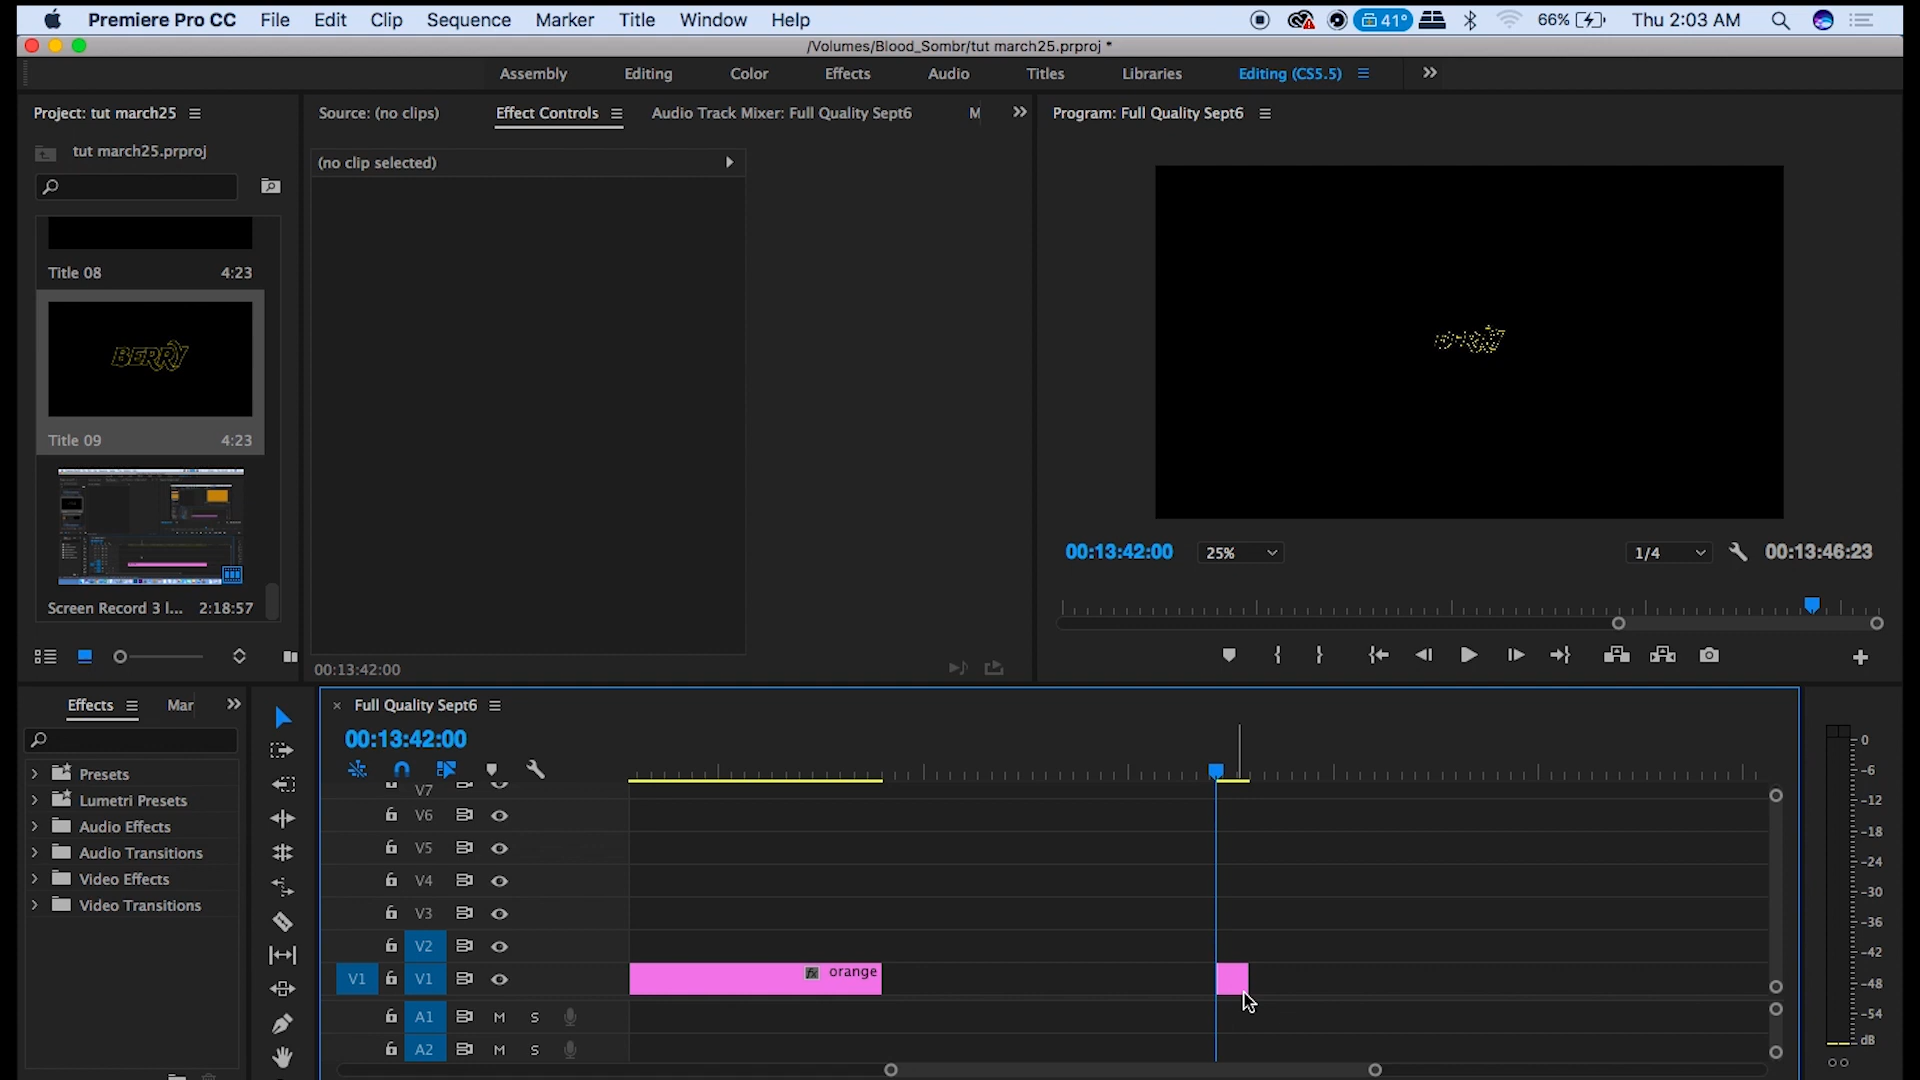 Premiere Pro CC File Edit Clip Sequence Marker Title Window Help 41° 66% Thu 2:03 AM
/Volumes/Blood_Sombr/tut march25.prproj *
Assembly Editing Color Effects Audio Titles Libraries Editing (CS5.5)
Project: tut march25
Source: (no clips) Effect Controls Audio Track Mixer: Full Quality Sept6 M
Program: Full Quality Sept6
tut march25.prproj
(no clip selected)
Title 08 4:23
BERRY
Title 09 4:23
Screen Record 3 l... 2:18:57
00:13:42:00
00:13:42:00 25% 1/4 00:13:46:23
Effects Mar
Presets
Lumetri Presets
Audio Effects
Audio Transitions
Video Effects
Video Transitions
× Full Quality Sept6
00:13:42:00
V7
V6
V5
V4
V3
V2
V1 V1 fx orange
A1 M S
A2 M S
0
-6
-12
-18
-24
-30
-36
-42
-48
-54
dB